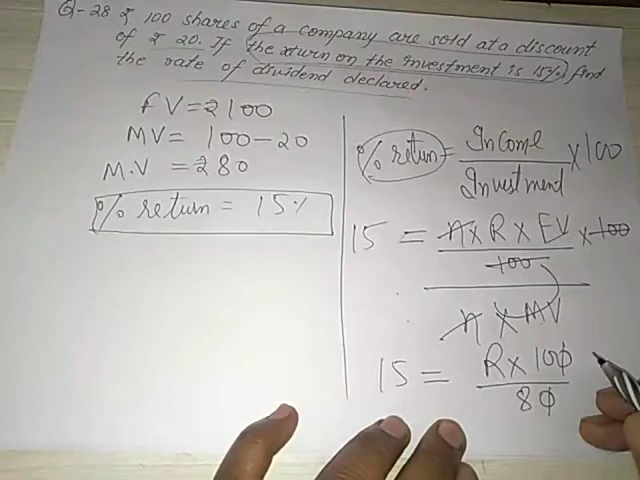 Q-28 ₹ 100 shares of a company are sold at a discount
of ₹ 20. If the return on the investment is 15% find
the rate of dividend declared.
FV = ₹100
MV = 100 - 20
M.V = ₹80
% return = 15%
% return = Income / Investment × 100
15 = n × R × FV / 100 × 100
n × MV
15 = R × 100 / 80